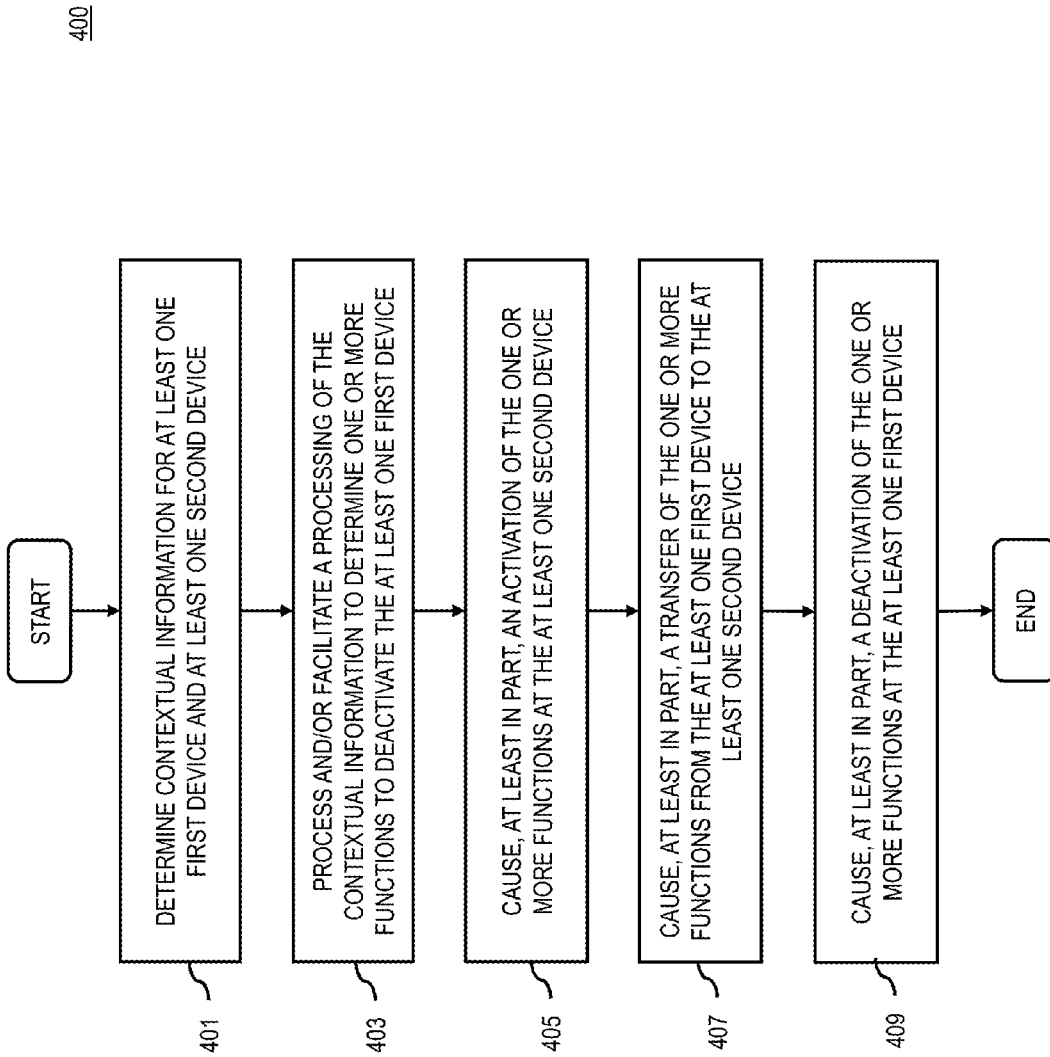 400
START
DETERMINE CONTEXTUAL INFORMATION FOR AT LEAST ONE
FIRST DEVICE AND AT LEAST ONE SECOND DEVICE
401
PROCESS AND/OR FACILITATE A PROCESSING OF THE
CONTEXTUAL INFORMATION TO DETERMINE ONE OR MORE
FUNCTIONS TO DEACTIVATE THE AT LEAST ONE FIRST DEVICE
403
CAUSE, AT LEAST IN PART, AN ACTIVATION OF THE ONE OR
MORE FUNCTIONS AT THE AT LEAST ONE SECOND DEVICE
405
CAUSE, AT LEAST IN PART, A TRANSFER OF THE ONE OR MORE
FUNCTIONS FROM THE AT LEAST ONE FIRST DEVICE TO THE AT
LEAST ONE SECOND DEVICE
407
CAUSE, AT LEAST IN PART, A DEACTIVATION OF THE ONE OR
MORE FUNCTIONS AT THE AT LEAST ONE FIRST DEVICE
409
END